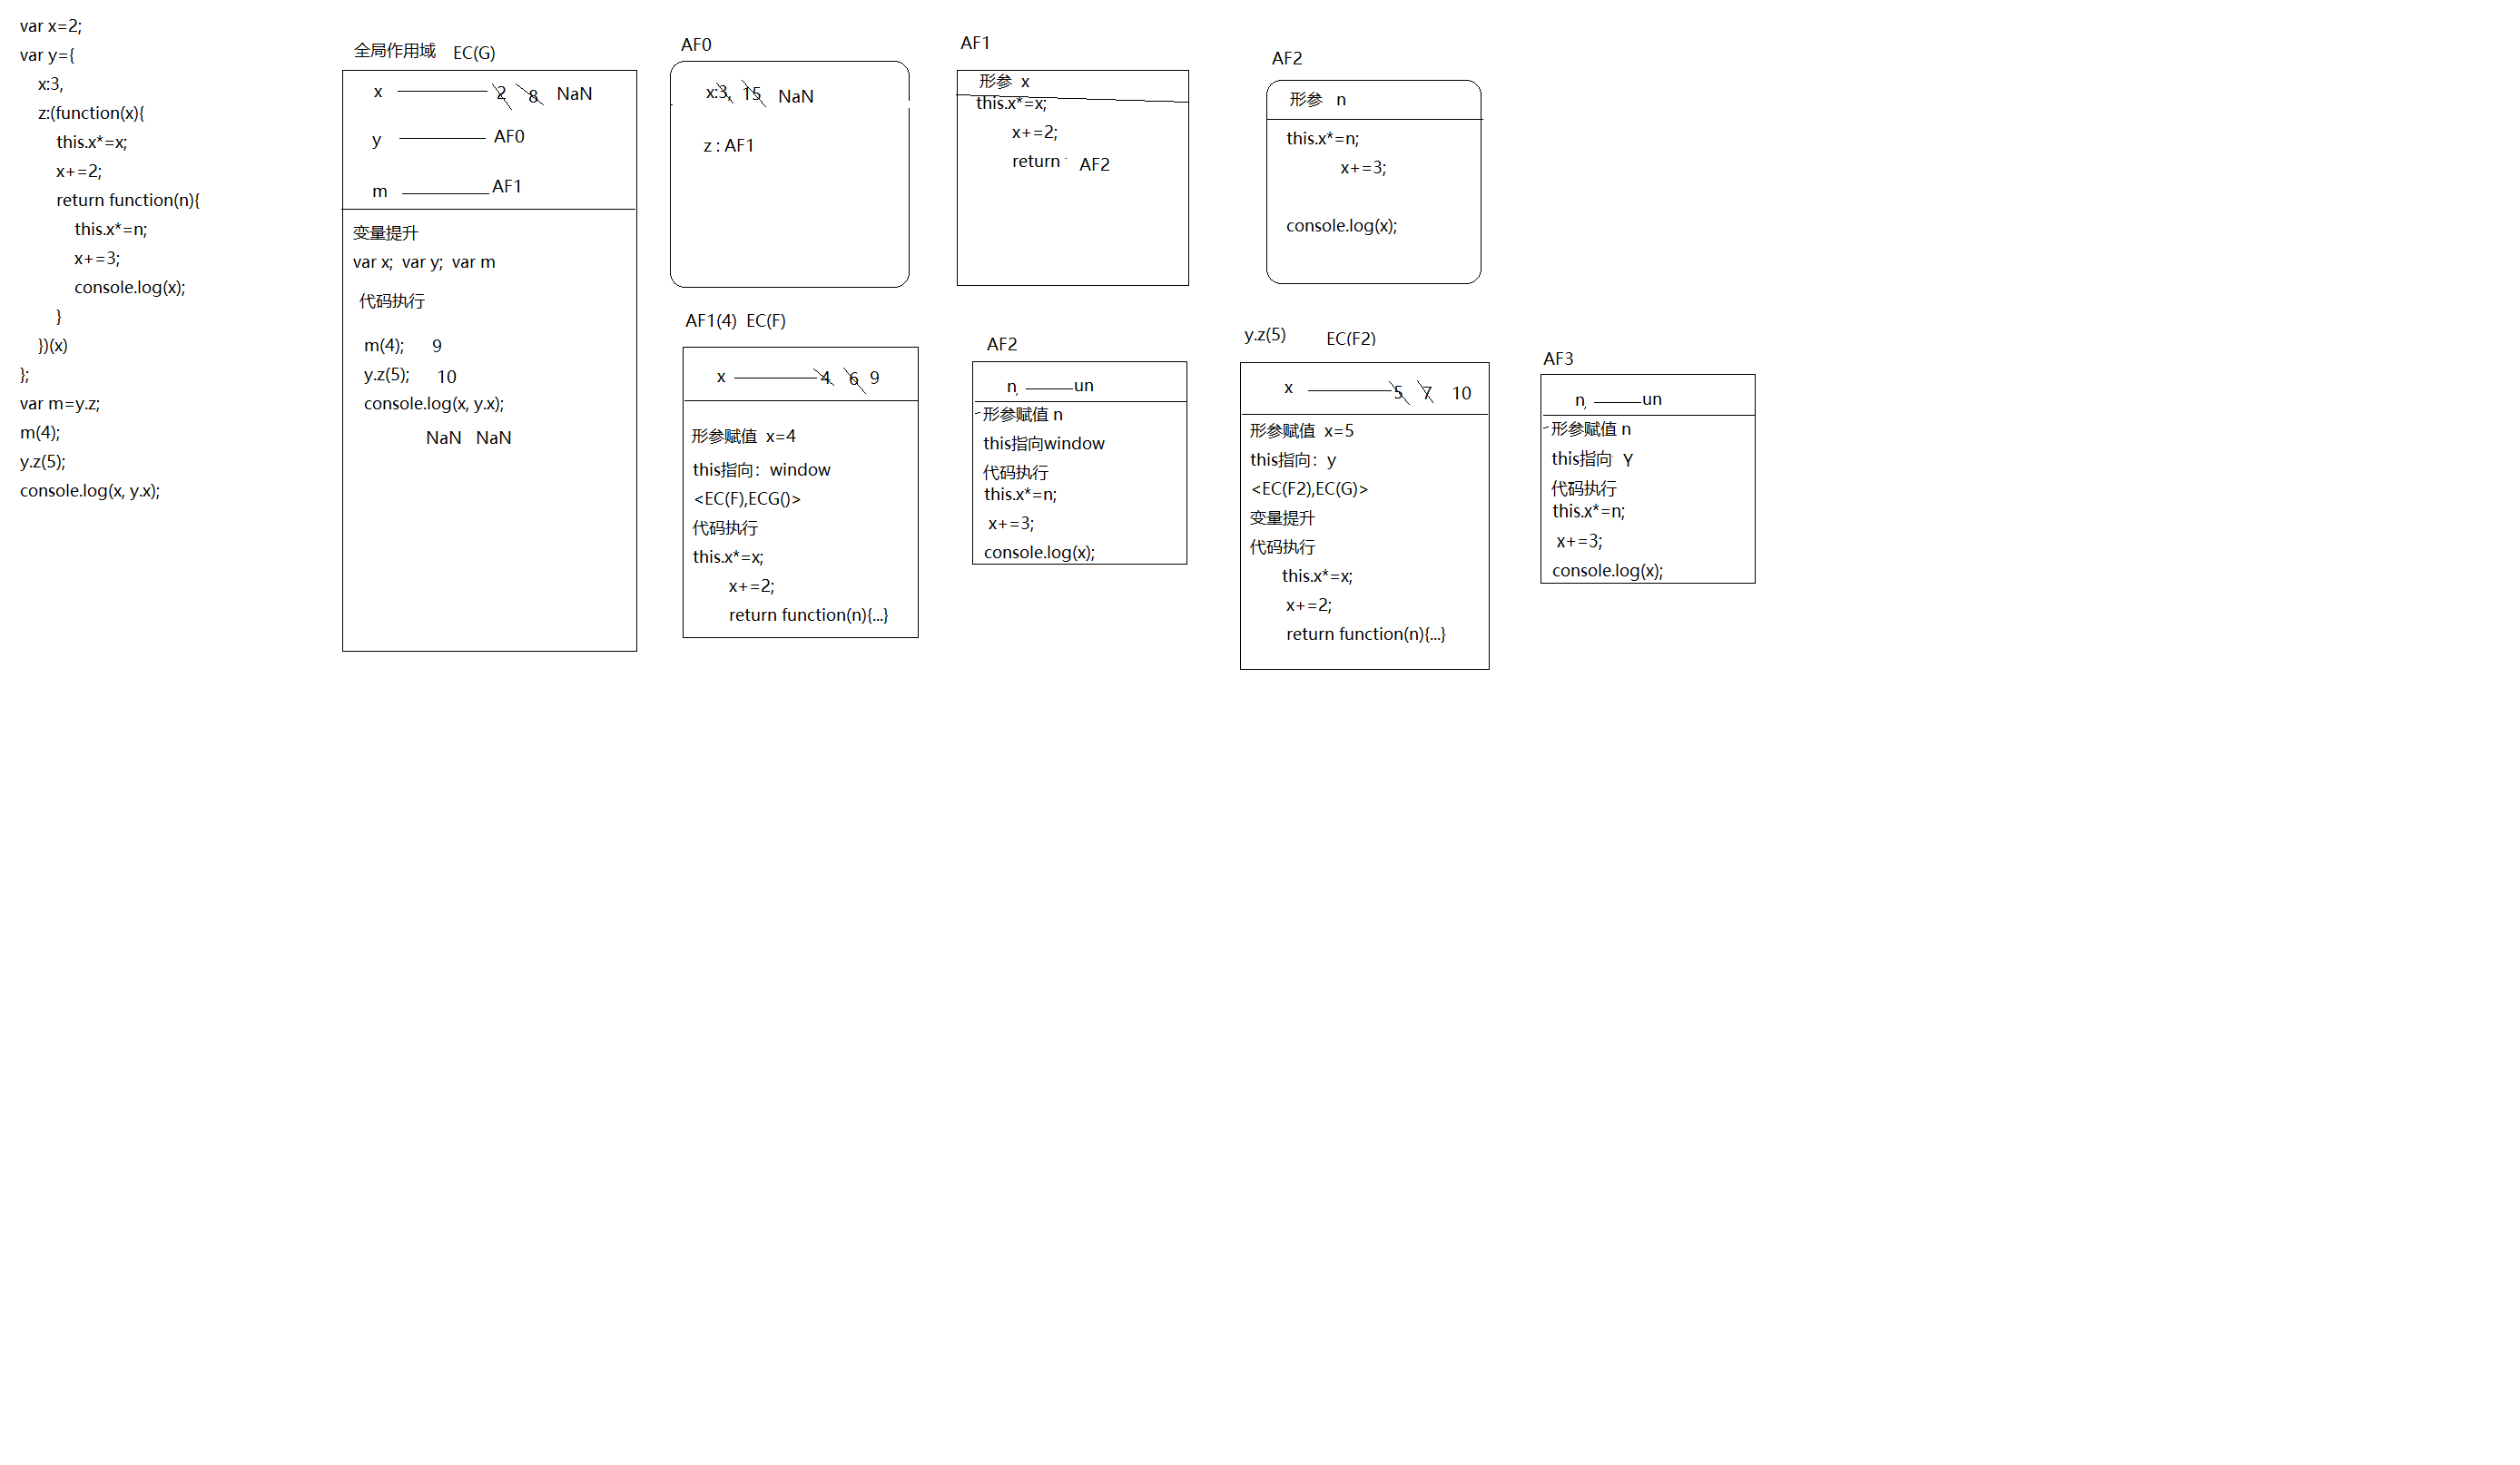 var x=2;
var y={
x:3,
z:(function(x){
this.x*=x;
x+=2;
return function(n){
this.x*=n;
x+=3;
console.log(x);
}
})(x)
};
var m=y.z;
m(4);
y.z(5);
console.log(x, y.x);
全局作用域 EC(G)
x 2 8 NaN
y AF0
m AF1
变量提升
var x; var y; var m
代码执行
m(4); 9
y.z(5); 10
console.log(x, y.x);
NaN NaN
AF0
x:3, 15 NaN
z : AF1
AF1
形参 x
this.x*=x;
x+=2;
return AF2
AF2
形参 n
this.x*=n;
x+=3;
console.log(x);
AF1(4) EC(F)
x 4 6 9
形参赋值 x=4
this指向：window
<EC(F),ECG()>
代码执行
this.x*=x;
x+=2;
return function(n){...}
AF2
n, un
形参赋值 n
this指向window
代码执行
this.x*=n;
x+=3;
console.log(x);
y.z(5) EC(F2)
x 5 7 10
形参赋值 x=5
this指向：y
<EC(F2),EC(G)>
变量提升
代码执行
this.x*=x;
x+=2;
return function(n){...}
AF3
n, un
形参赋值 n
this指向 Y
代码执行
this.x*=n;
x+=3;
console.log(x);